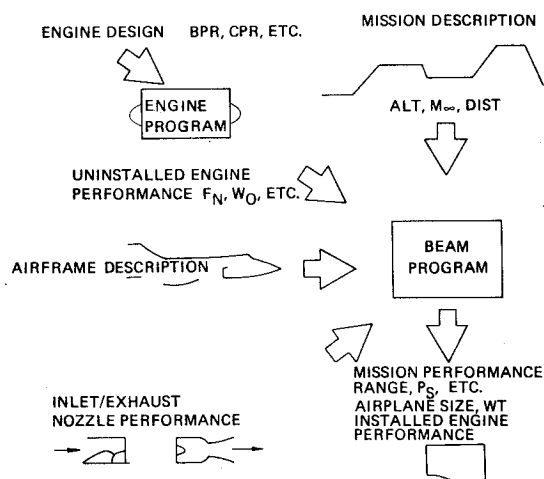 ENGINE DESIGN BPR, CPR, ETC.
MISSION DESCRIPTION
ENGINE
PROGRAM
ALT, M∞, DIST
UNINSTALLED ENGINE
PERFORMANCE FN, WO, ETC.
BEAM
PROGRAM
AIRFRAME DESCRIPTION
MISSION PERFORMANCE
RANGE, PS, ETC.
AIRPLANE SIZE, WT
INSTALLED ENGINE
PERFORMANCE
INLET/EXHAUST
NOZZLE PERFORMANCE